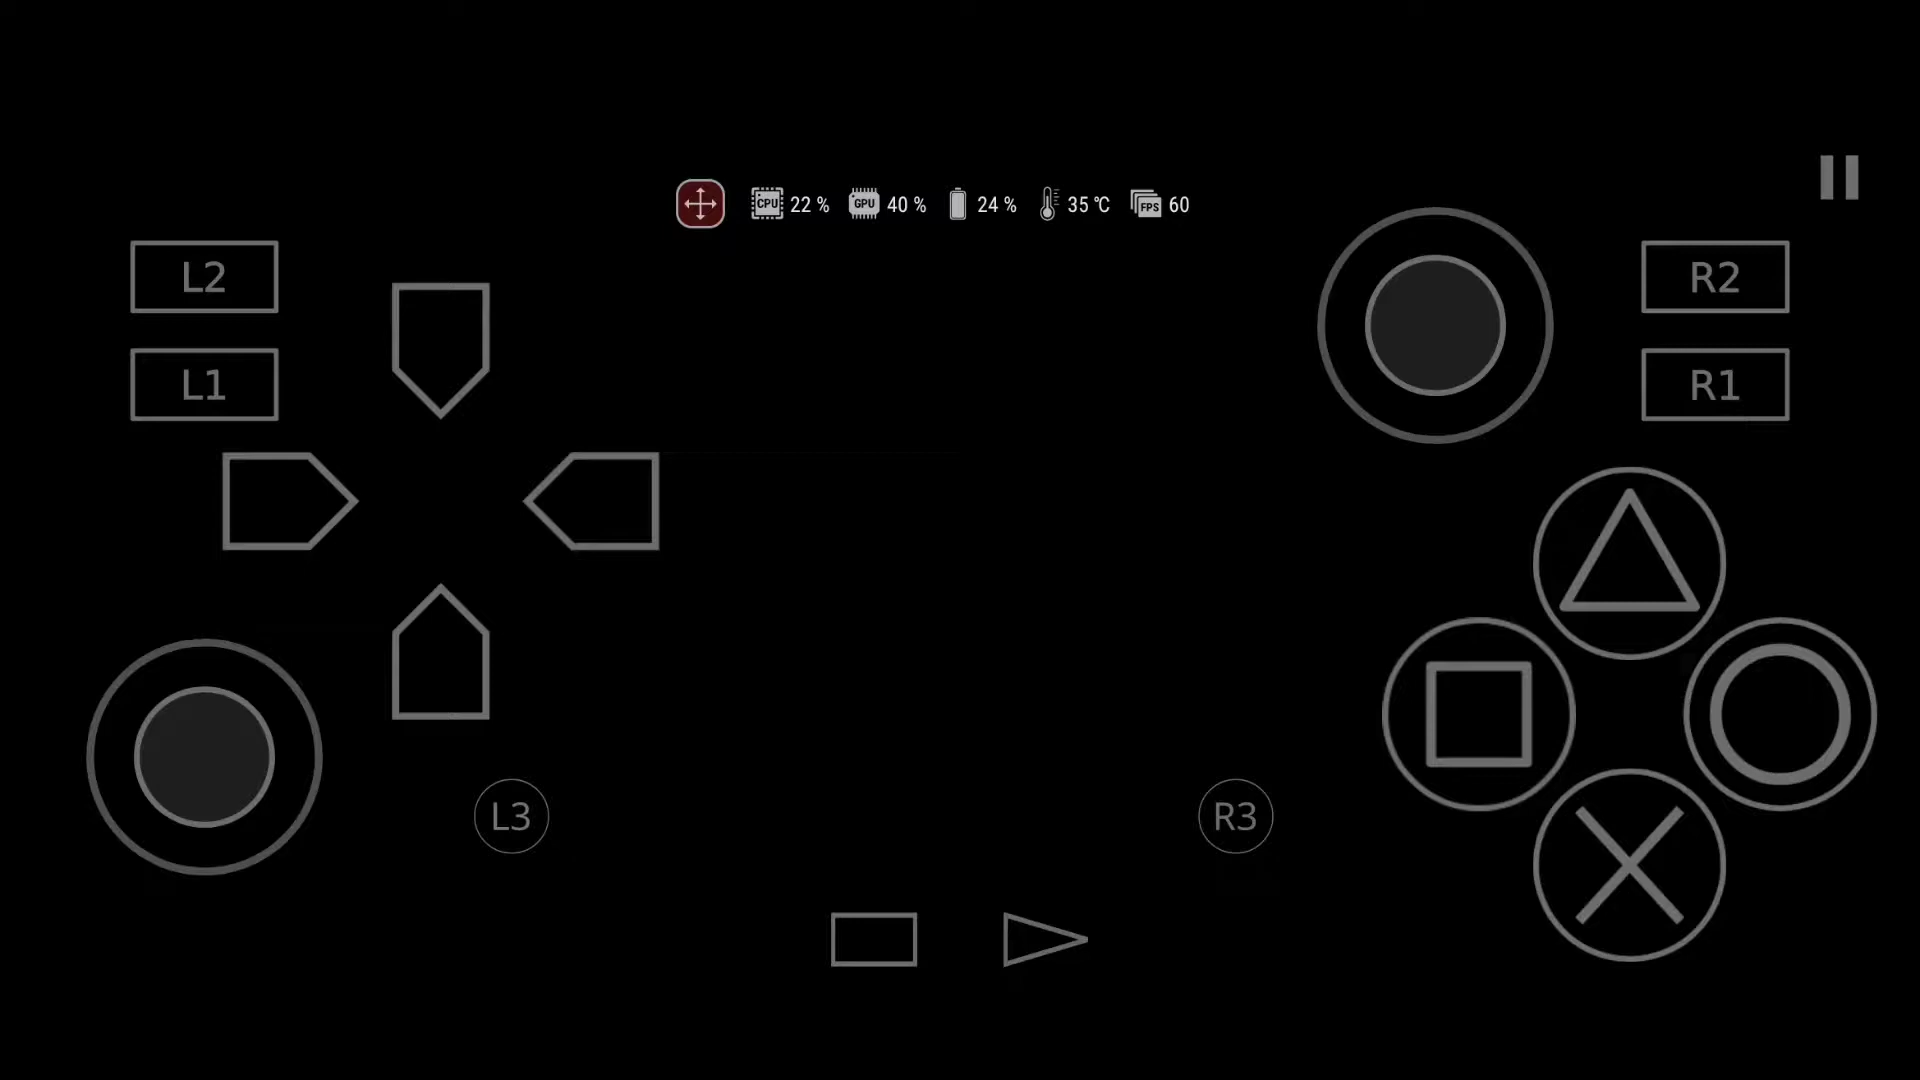 CPU 22 % GPU 40 % 24 % 35 ℃ FPS 60
L2
R2
L1
R1
L3
R3